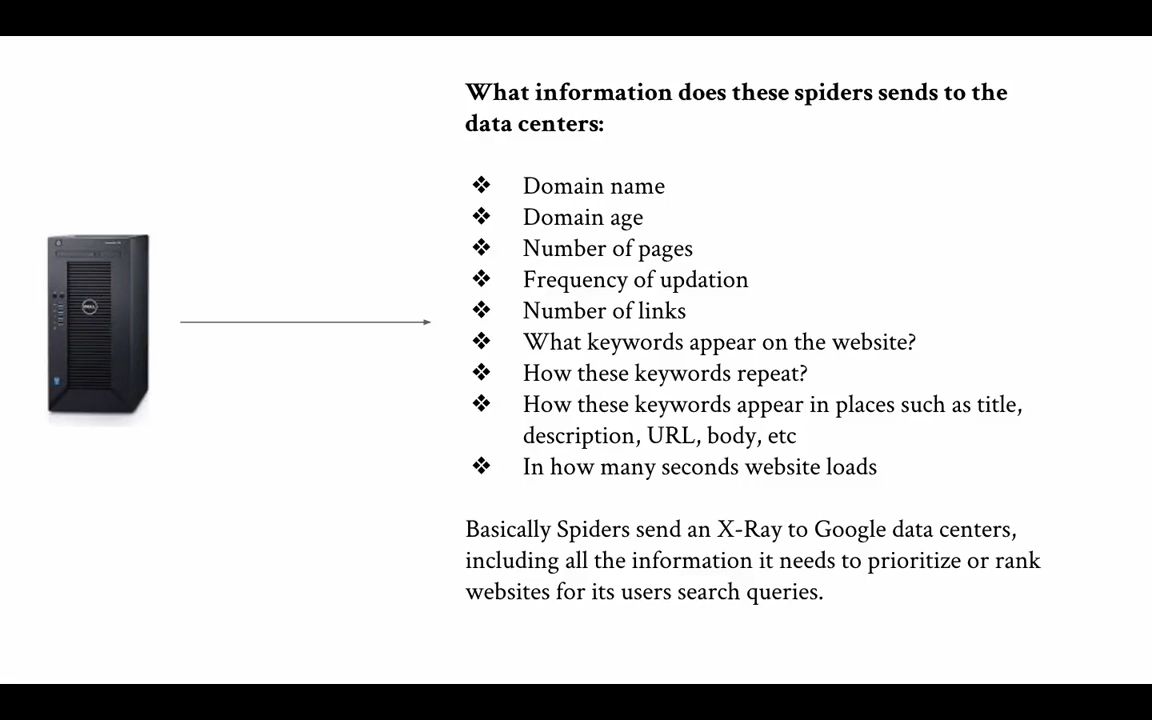 What information does these spiders sends to the
data centers:
❖ Domain name
❖ Domain age
❖ Number of pages
❖ Frequency of updation
❖ Number of links
❖ What keywords appear on the website?
❖ How these keywords repeat?
❖ How these keywords appear in places such as title,
description, URL, body, etc
❖ In how many seconds website loads
Basically Spiders send an X-Ray to Google data centers,
including all the information it needs to prioritize or rank
websites for its users search queries.
DELL